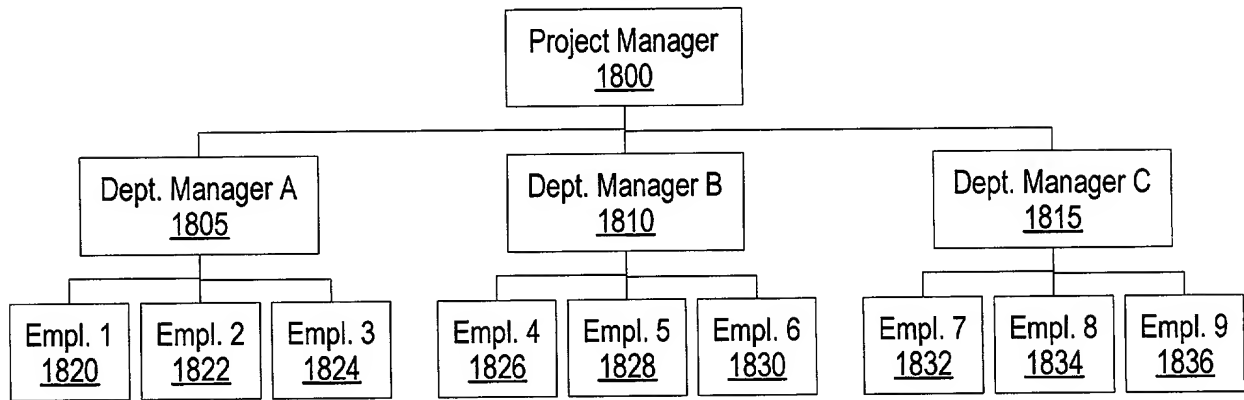 Project Manager
1800
Dept. Manager A
1805
Dept. Manager B
1810
Dept. Manager C
1815
Empl. 1
1820
Empl. 2
1822
Empl. 3
1824
Empl. 4
1826
Empl. 5
1828
Empl. 6
1830
Empl. 7
1832
Empl. 8
1834
Empl. 9
1836